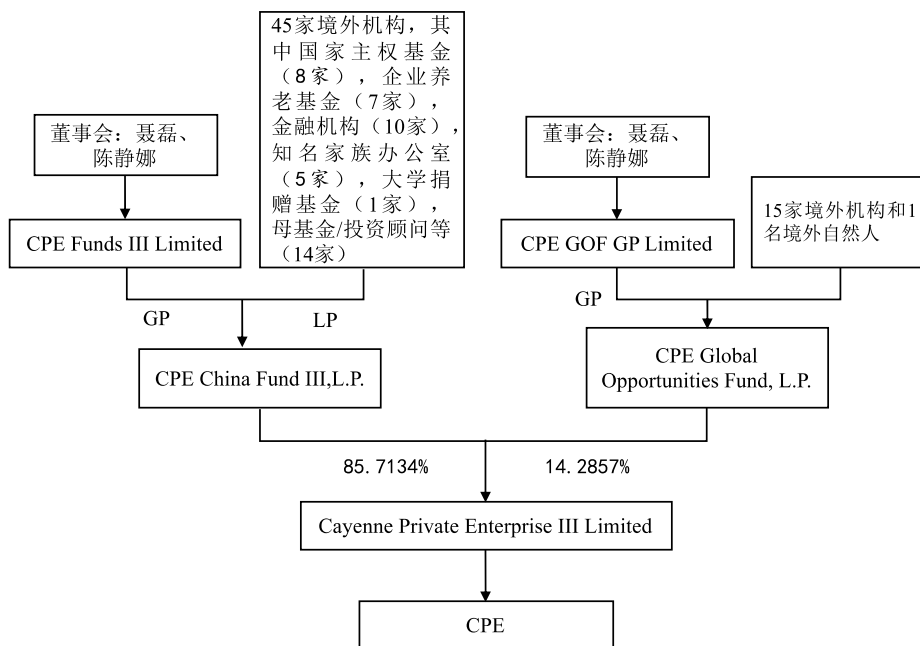 45家境外机构，其
中国家主权基金
（8家），企业养
老基金（7家），
金融机构（10家），
知名家族办公室
（5家），大学捐
赠基金（1家），
母基金/投资顾问等
（14家）
董事会：聂磊、
陈静娜
董事会：聂磊、
陈静娜
15家境外机构和1
名境外自然人
CPE Funds III Limited
CPE GOF GP Limited
GP
LP
GP
CPE China Fund III,L.P.
CPE Global
Opportunities Fund, L.P.
85.7134%
14.2857%
Cayenne Private Enterprise III Limited
CPE